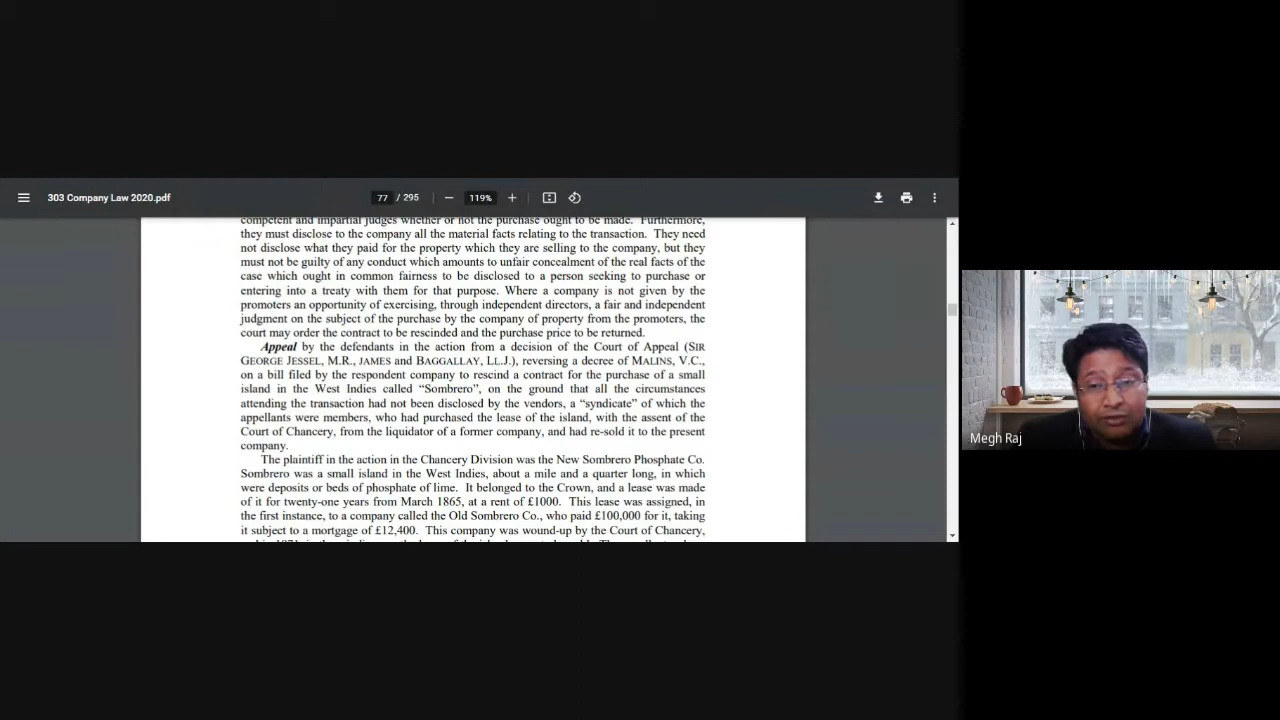 303 Company Law 2020.pdf
77 / 295
119%
competent and impartial judges whether or not the purchase ought to be made. Furthermore,
they must disclose to the company all the material facts relating to the transaction. They need
not disclose what they paid for the property which they are selling to the company, but they
must not be guilty of any conduct which amounts to unfair concealment of the real facts of the
case which ought in common fairness to be disclosed to a person seeking to purchase or
entering into a treaty with them for that purpose. Where a company is not given by the
promoters an opportunity of exercising, through independent directors, a fair and independent
judgment on the subject of the purchase by the company of property from the promoters, the
court may order the contract to be rescinded and the purchase price to be returned.
Appeal by the defendants in the action from a decision of the Court of Appeal (SIR
GEORGE JESSEL, M.R., JAMES and BAGGALLAY, LL.J.), reversing a decree of MALINS, V.C.,
on a bill filed by the respondent company to rescind a contract for the purchase of a small
island in the West Indies called “Sombrero”, on the ground that all the circumstances
attending the transaction had not been disclosed by the vendors, a “syndicate” of which the
appellants were members, who had purchased the lease of the island, with the assent of the
Court of Chancery, from the liquidator of a former company, and had re-sold it to the present
company.
The plaintiff in the action in the Chancery Division was the New Sombrero Phosphate Co.
Sombrero was a small island in the West Indies, about a mile and a quarter long, in which
were deposits or beds of phosphate of lime. It belonged to the Crown, and a lease was made
of it for twenty-one years from March 1865, at a rent of £1000. This lease was assigned, in
the first instance, to a company called the Old Sombrero Co., who paid £100,000 for it, taking
it subject to a mortgage of £12,400. This company was wound-up by the Court of Chancery,
Megh Raj